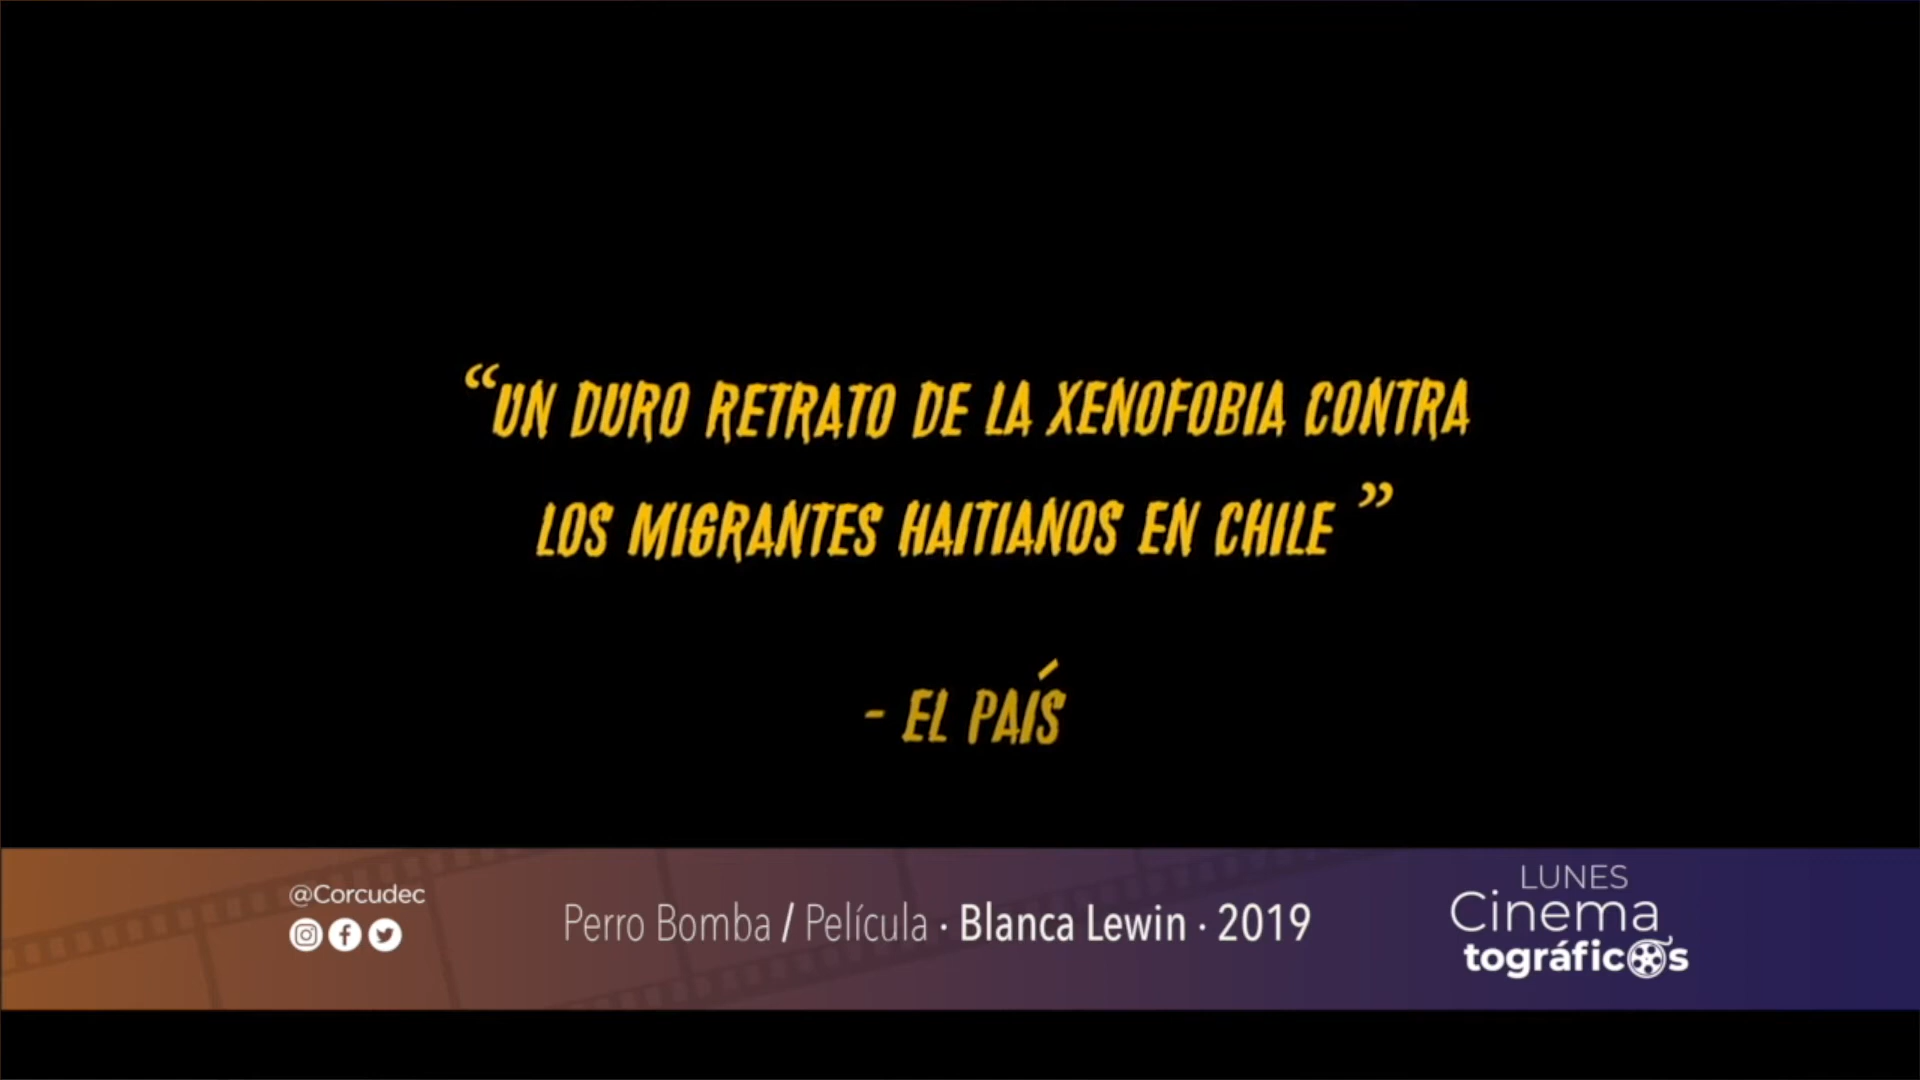 “UN DURO RETRATO DE LA XENOFOBIA CONTRA
LOS MIGRANTES HAITIANOS EN CHILE ”
- EL PAÍS
@Corcudec
Perro Bomba / Película · Blanca Lewin · 2019
LUNES
Cinema
tográficos